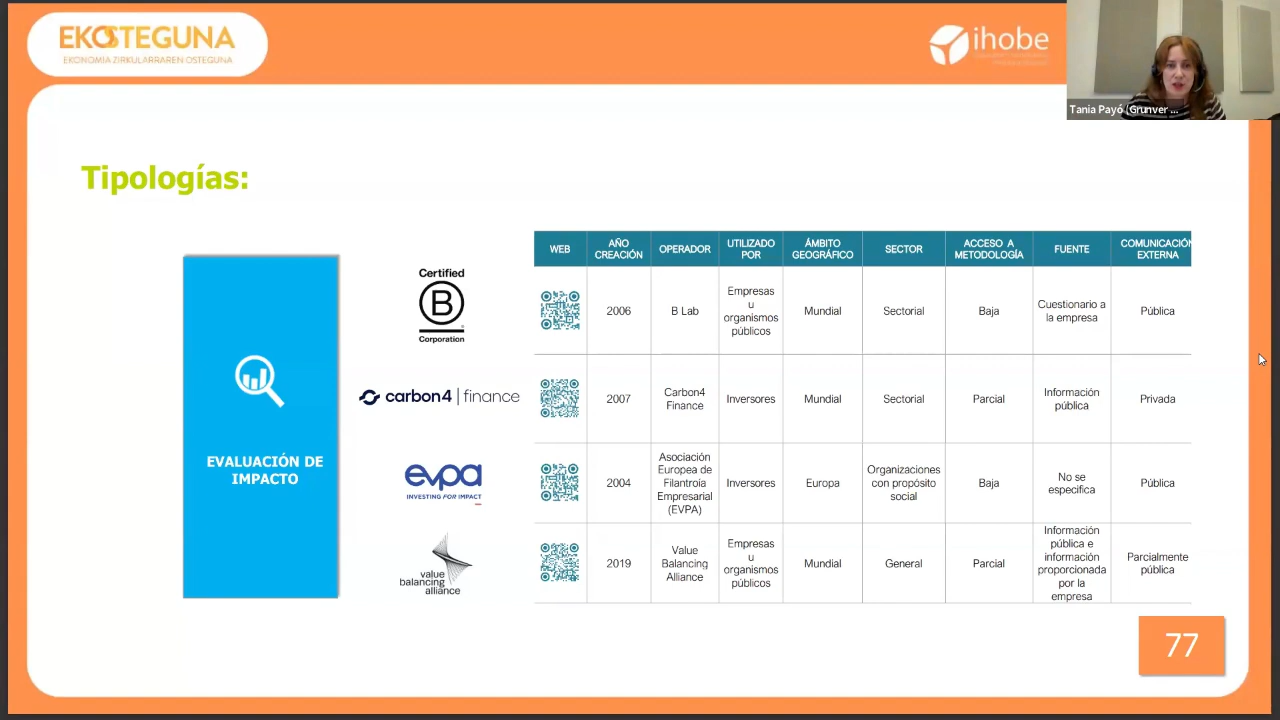 EKOSTEGUNA
EKONOMIA ZIRKULARRAREN OSTEGUNA
ihobe
Tania Payó (Grunver ...
Tipologías:
EVALUACIÓN DE
IMPACTO
Certified
B
Corporation
carbon4 | finance
evpa
INVESTING FOR IMPACT
value
balancing
alliance
WEB
AÑO
CREACIÓN
OPERADOR
UTILIZADO
POR
ÁMBITO
GEOGRÁFICO
SECTOR
ACCESO A
METODOLOGÍA
FUENTE
COMUNICACIÓN
EXTERNA
2006
B Lab
Empresas
u
organismos
públicos
Mundial
Sectorial
Baja
Cuestionario a
la empresa
Pública
2007
Carbon4
Finance
Inversores
Mundial
Sectorial
Parcial
Información
pública
Privada
2004
Asociación
Europea de
Filantroía
Empresarial
(EVPA)
Inversores
Europa
Organizaciones
con propósito
social
Baja
No se
especifica
Pública
2019
Value
Balancing
Alliance
Empresas
u
organismos
públicos
Mundial
General
Parcial
Información
pública e
información
proporcionada
por la
empresa
Parcialmente
pública
77